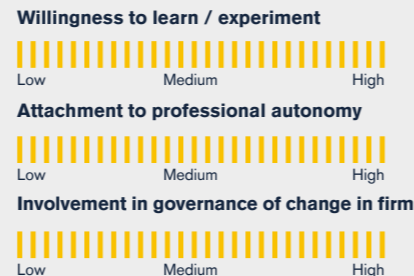 Willingness to learn / experiment
Low Medium High
Attachment to professional autonomy
Low Medium High
Involvement in governance of change in firm
Low Medium High